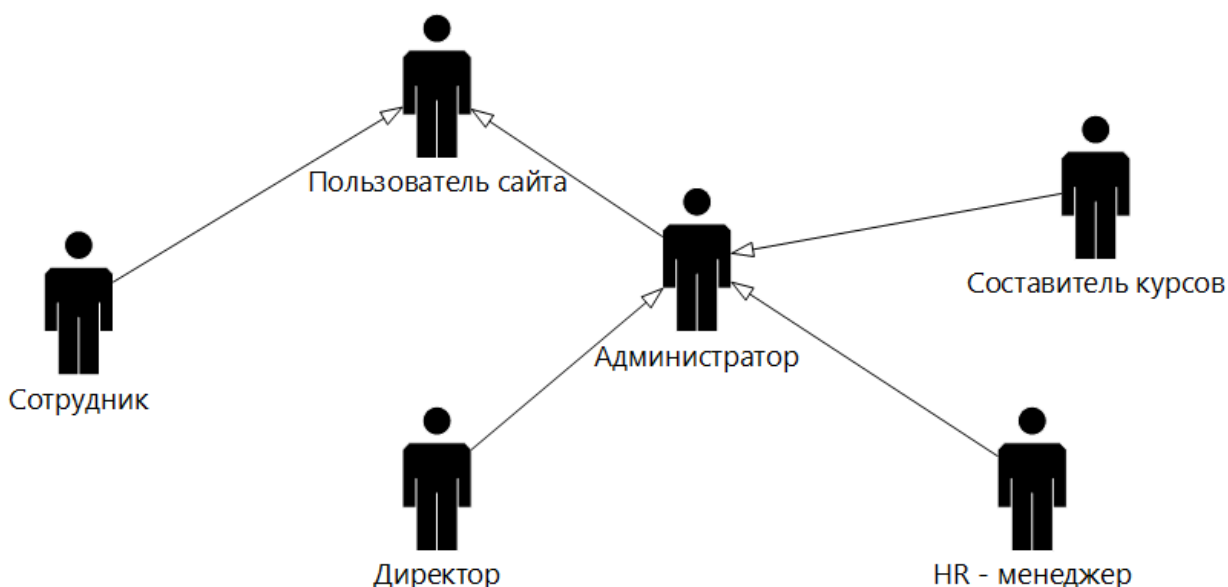 Пользователь сайта
Составитель курсов
Администратор
Сотрудник
Директор
HR - менеджер